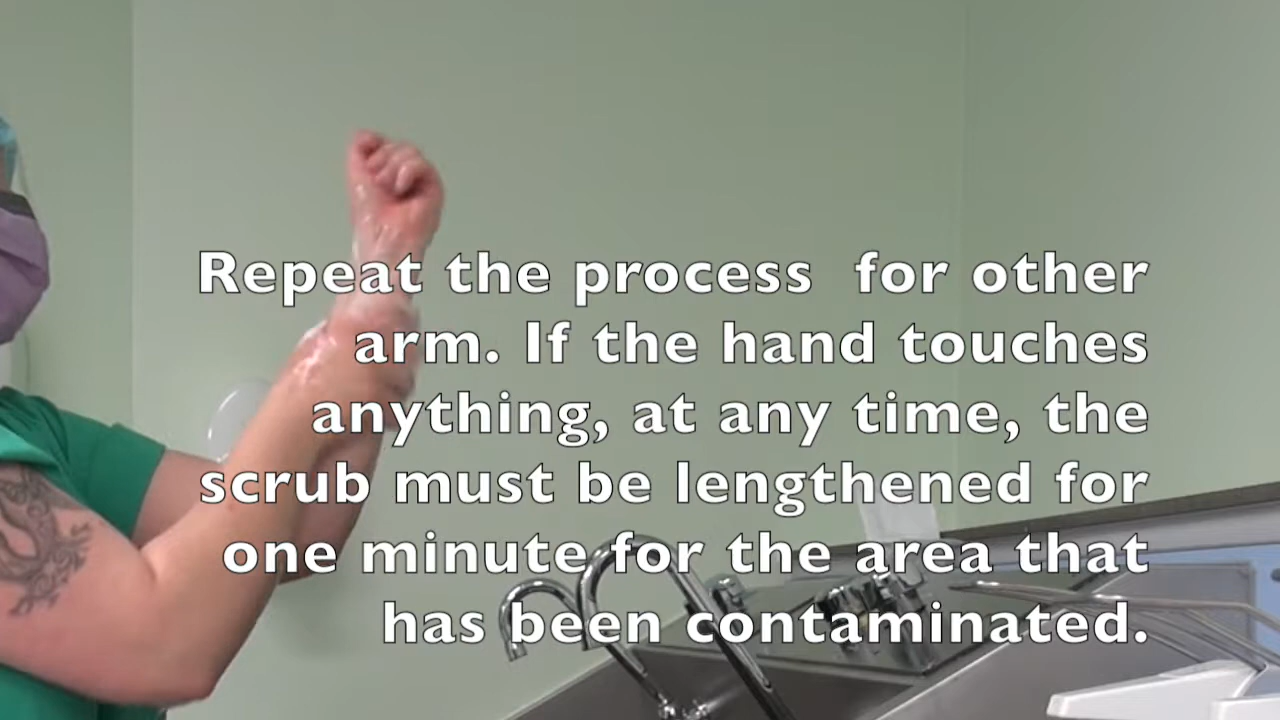 Repeat the process for other
arm. If the hand touches
anything, at any time, the
scrub must be lengthened for
one minute for the area that
has been contaminated.